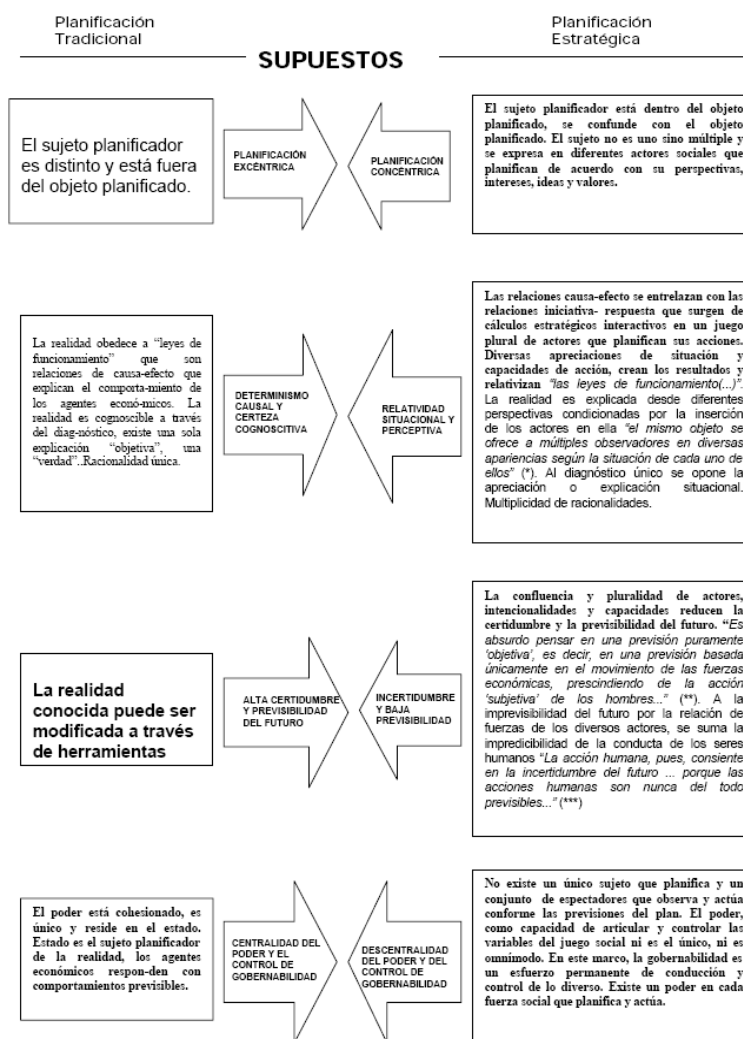 Planificación
Tradicional
Planificación
Estratégica
SUPUESTOS
El sujeto planificador
es distinto y está fuera
del objeto planificado.
PLANIFICACIÓN
EXCÉNTRICA
PLANIFICACIÓN
CONCÉNTRICA
El sujeto planificador está dentro del objeto
planificado, se confunde con el objeto
planificado. El sujeto no es uno sino múltiple y
se expresa en diferentes actores sociales que
planifican de acuerdo con su perspectivas,
intereses, ideas y valores.
La realidad obedece a “leyes de
funcionamiento” que son
relaciones de causa-efecto que
explican el comporta-miento de
los agentes econó-micos. La
realidad es cognoscible a través
del diag-nóstico, existe una sola
explicación “objetiva”, una
“verdad”..Racionalidad única.
DETERMINISMO
CAUSAL Y
CERTEZA
COGNOSCITIVA
RELATIVIDAD
SITUACIONAL Y
PERCEPTIVA
Las relaciones causa-efecto se entrelazan con las
relaciones iniciativa- respuesta que surgen de
cálculos estratégicos interactivos en un juego
plural de actores que planifican sus acciones.
Diversas apreciaciones de situación y
capacidades de acción, crean los resultados y
relativizan “las leyes de funcionamiento(...)”.
La realidad es explicada desde diferentes
perspectivas condicionadas por la inserción
de los actores en ella “el mismo objeto se
ofrece a múltiples observadores en diversas
apariencias según la situación de cada uno de
ellos” (*). Al diagnóstico único se opone la
apreciación o explicación situacional.
Multiplicidad de racionalidades.
La realidad
conocida puede ser
modificada a través
de herramientas
ALTA CERTIDUMBRE
Y PREVISIBILIDAD
DEL FUTURO
INCERTIDUMBRE
Y BAJA
PREVISIBILIDAD
La confluencia y pluralidad de actores,
intencionalidades y capacidades reducen la
certidumbre y la previsibilidad del futuro. “Es
absurdo pensar en una previsión puramente
‘objetiva’, es decir, en una previsión basada
únicamente en el movimiento de las fuerzas
económicas, prescindiendo de la acción
‘subjetiva’ de los hombres...” (**). A la
imprevisibilidad del futuro por la relación de
fuerzas de los diversos actores, se suma la
impredicibilidad de la conducta de los seres
humanos “La acción humana, pues, consiente
en la incertidumbre del futuro ... porque las
acciones humanas son nunca del todo
previsibles...” (***)
El poder está cohesionado, es
único y reside en el estado.
Estado es el sujeto planificador
de la realidad, los agentes
económicos respon-den con
comportamientos previsibles.
CENTRALIDAD DEL
PODER Y EL
CONTROL DE
GOBERNABILIDAD
DESCENTRALIDAD
DEL PODER Y DEL
CONTROL DE
GOBERNABILIDAD
No existe un único sujeto que planifica y un
conjunto de espectadores que observa y actúa
conforme las previsiones del plan. El poder,
como capacidad de articular y controlar las
variables del juego social ni es el único, ni es
omnímodo. En este marco, la gobernabilidad es
un esfuerzo permanente de conducción y
control de lo diverso. Existe un poder en cada
fuerza social que planifica y actúa.